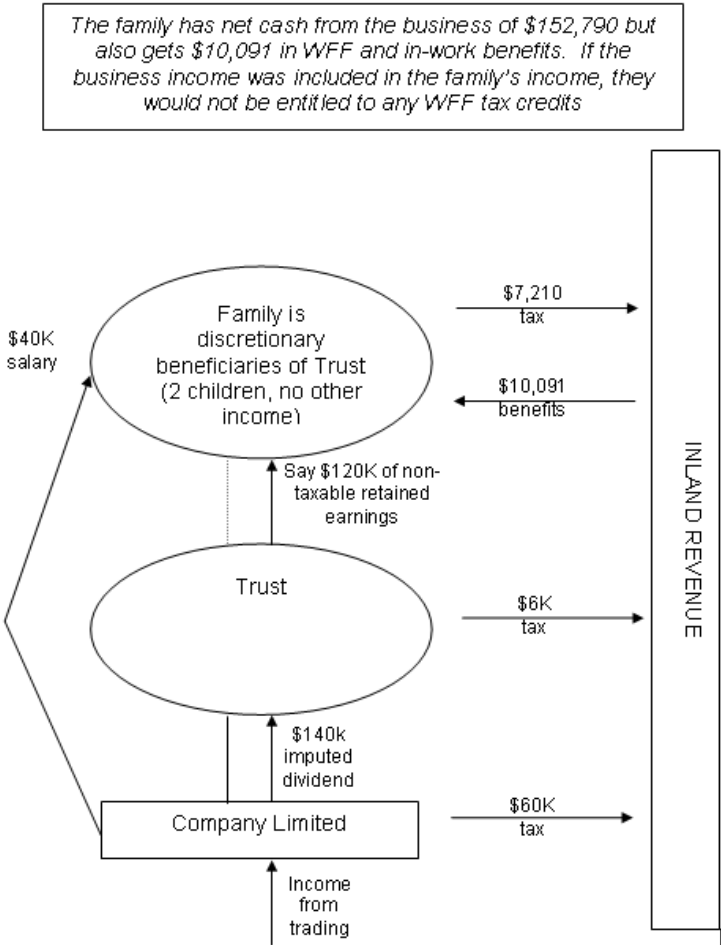 The family has net cash from the business of $152,790 but
also gets $10,091 in WFF and in-work benefits. If the
business income was included in the family's income, they
would not be entitled to any WFF tax credits
$7,210
tax
$40K
salary
Family is
discretionary
beneficiaries of Trust
(2 children, no other
income)
$10,091
benefits
Say $120K of non-
taxable retained
earnings
INLAND REVENUE
Trust
$6K
tax
$140k
imputed
dividend
$60K
tax
Company Limited
Income
from
trading